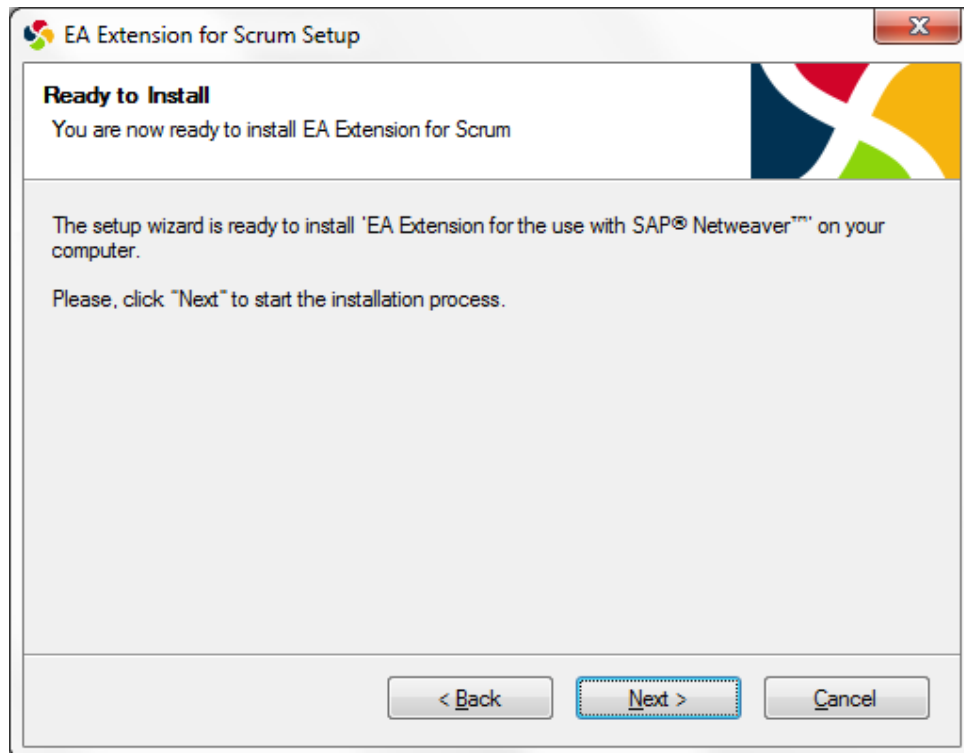 EA Extension for Scrum Setup
Ready to Install
You are now ready to install EA Extension for Scrum
The setup wizard is ready to install 'EA Extension for the use with SAP® Netweaver™' on your
computer.
Please, click "Next" to start the installation process.
< Back Next > Cancel